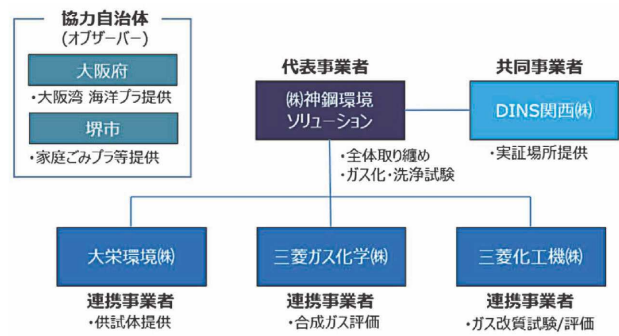 協力自治体
(オブザーバー)
大阪府
・大阪湾 海洋プラ提供
堺市
・家庭ごみプラ等提供
代表事業者
㈱神鋼環境
ソリューション
・全体取り纏め
・ガス化・洗浄試験
共同事業者
DINS関西㈱
・実証場所提供
大栄環境㈱
連携事業者
・供試体提供
三菱ガス化学㈱
連携事業者
・合成ガス評価
三菱化工機㈱
連携事業者
・ガス改質試験/評価